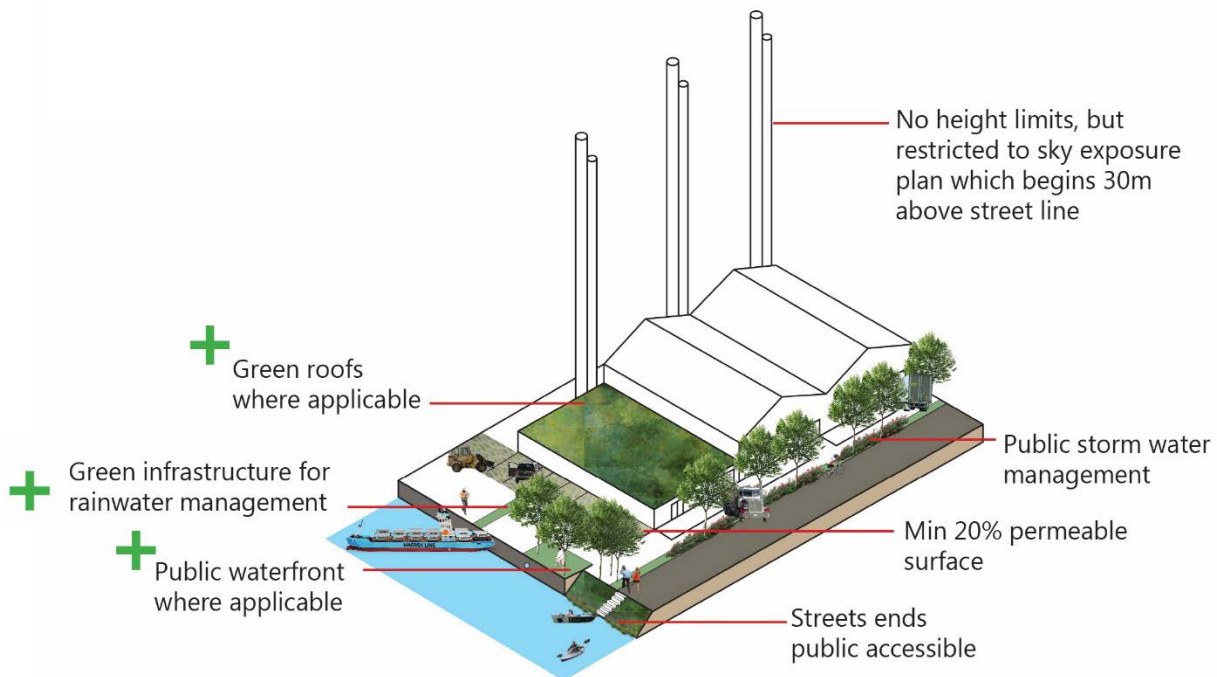 No height limits, but
restricted to sky exposure
plan which begins 30m
above street line
Green roofs
where applicable
Green infrastructure for
rainwater management
Public storm water
management
Public waterfront
where applicable
Min 20% permeable
surface
Streets ends
public accessible
MAERSK LINE